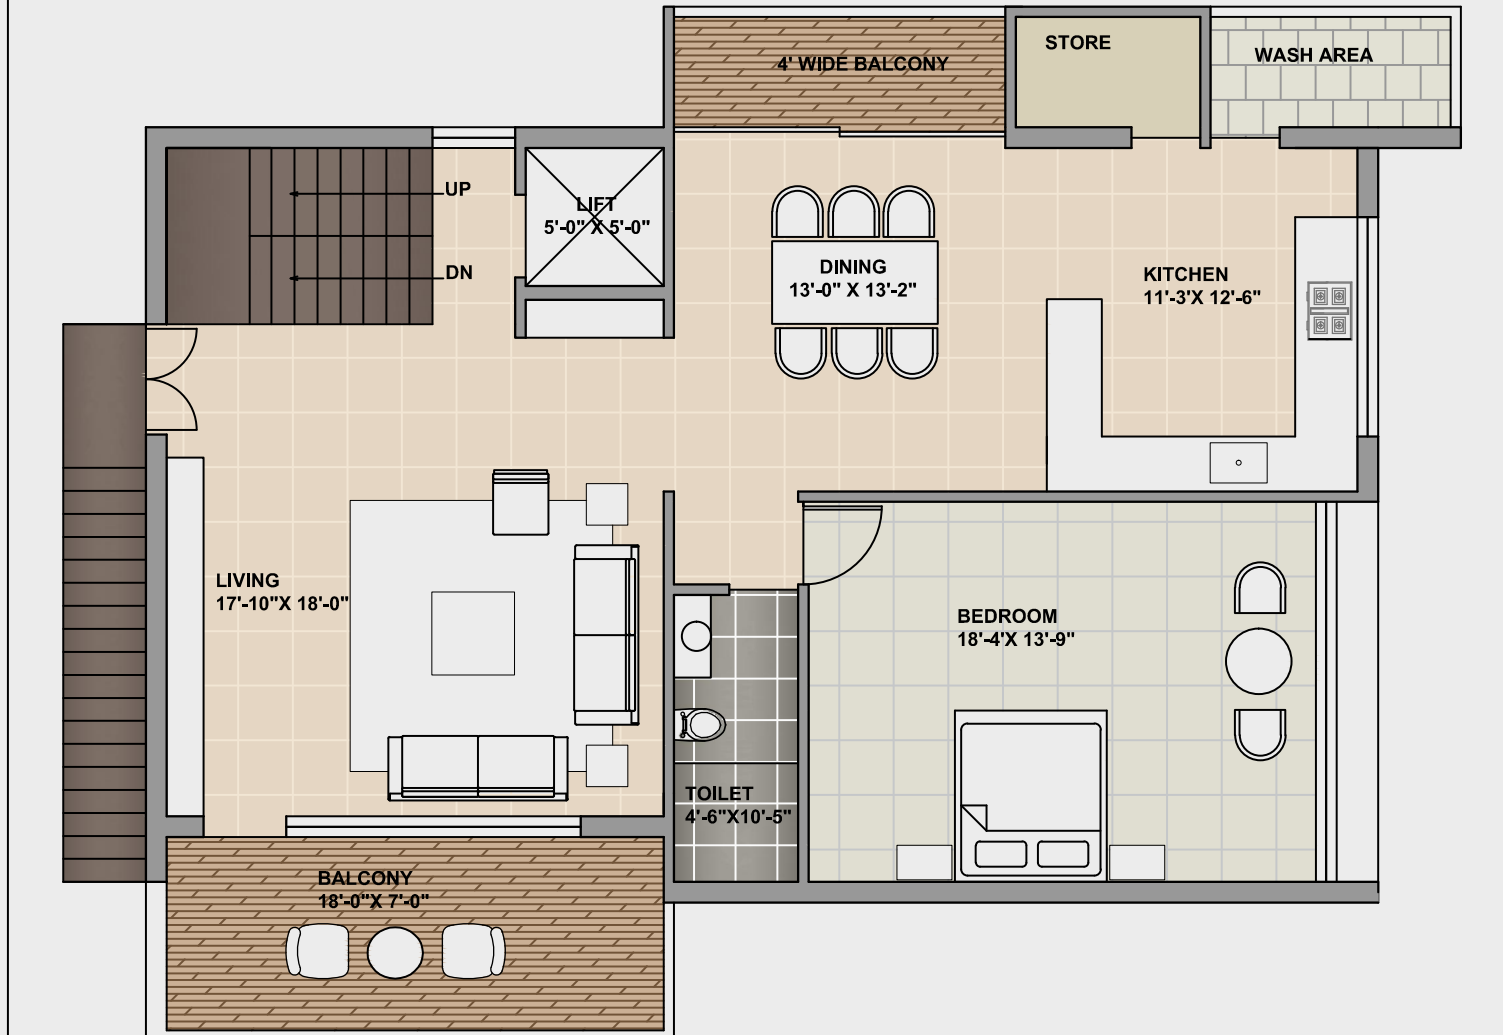 4' WIDE BALCONY
STORE
WASH AREA
UP
LIFT
5'-0" X 5'-0"
DN
DINING
13'-0" X 13'-2"
KITCHEN
11'-3'X 12'-6"
LIVING
17'-10"X 18'-0"
BEDROOM
18'-4'X 13'-9"
TOILET
4'-6"X10'-5"
BALCONY
18'-0"X 7'-0"